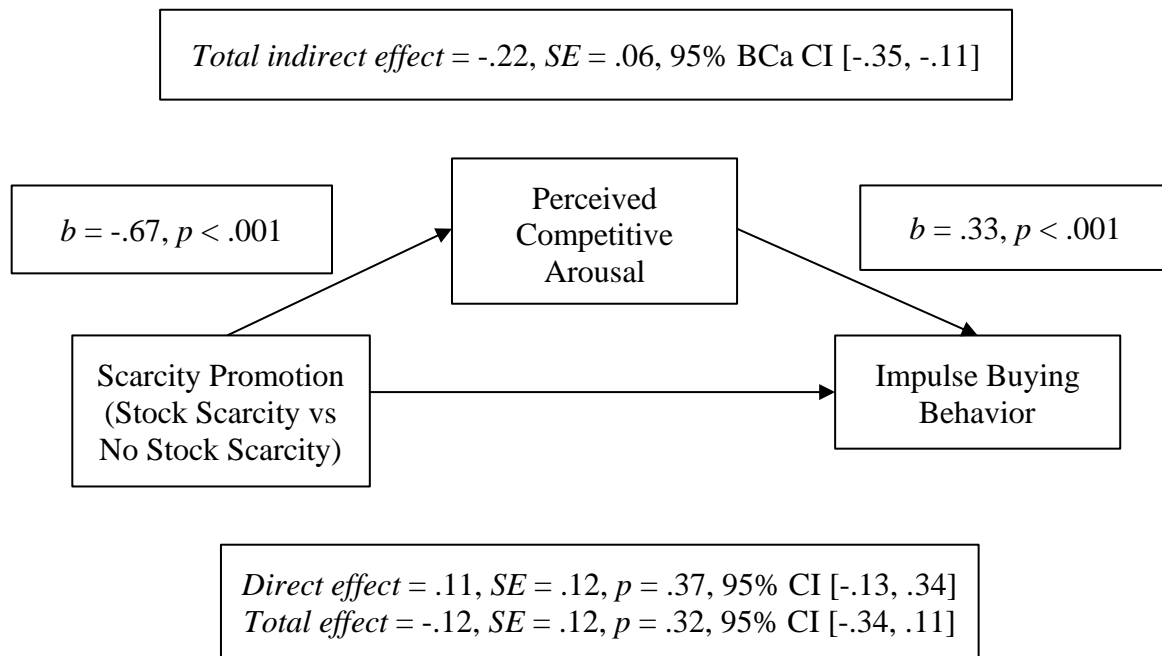 Total indirect effect = -.22, SE = .06, 95% BCa CI [-.35, -.11]
b = -.67, p < .001
Perceived
Competitive
Arousal
b = .33, p < .001
Scarcity Promotion
(Stock Scarcity vs
No Stock Scarcity)
Impulse Buying
Behavior
Direct effect = .11, SE = .12, p = .37, 95% CI [-.13, .34]
Total effect = -.12, SE = .12, p = .32, 95% CI [-.34, .11]